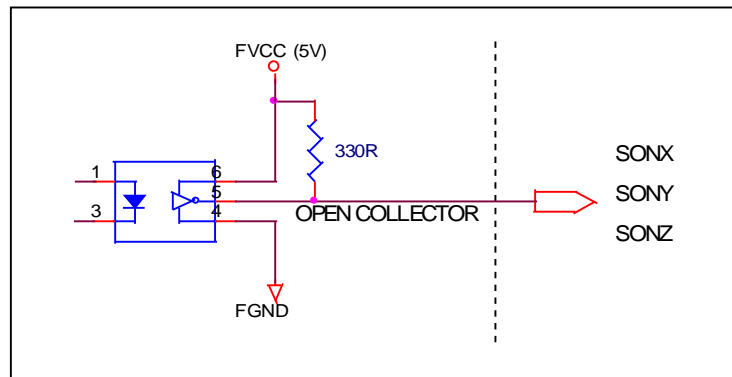 FVCC (5V)
330R
1
6
5
3
4
OPEN COLLECTOR
SONX
SONY
SONZ
FGND